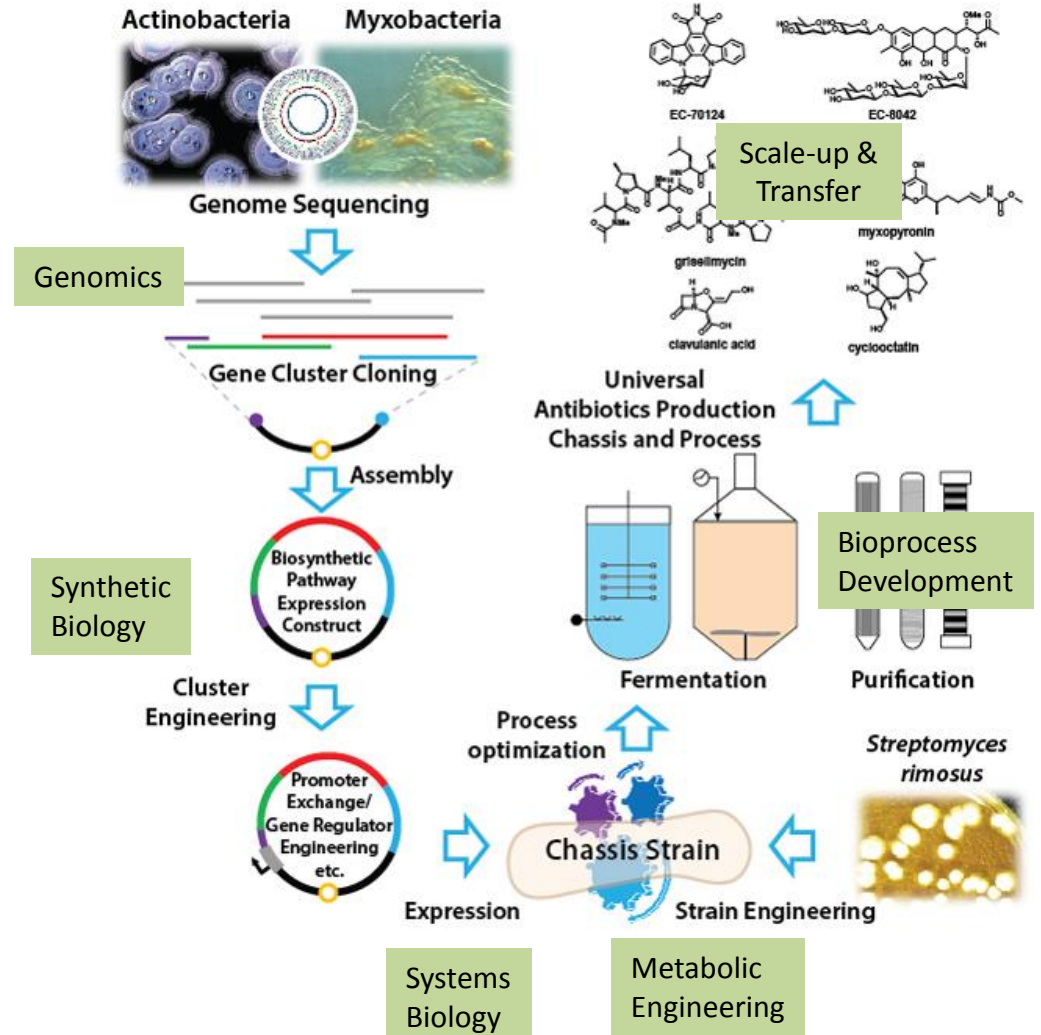 Actinobacteria
Myxobacteria
Genome Sequencing
Genomics
Gene Cluster Cloning
Assembly
Biosynthetic
Pathway
Expression
Construct
Synthetic
Biology
Cluster
Engineering
Promoter
Exchange/
Gene Regulator
Engineering
etc.
Expression
Systems
Biology
Chassis Strain
Strain Engineering
Metabolic
Engineering
Streptomyces
rimosus
Process
optimization
Fermentation
Purification
Bioprocess
Development
Universal
Antibiotics Production
Chassis and Process
EC-70124
EC-8042
Scale-up &
Transfer
griselimycin
myxopyronin
clavulanic acid
cyclooctatin